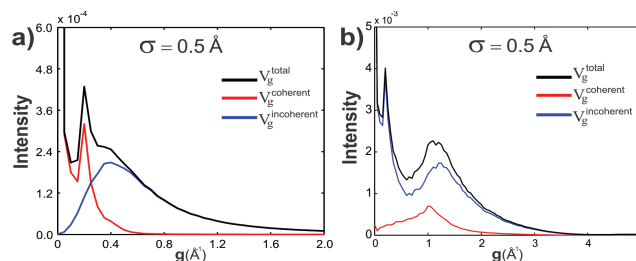 a)
x 10⁻⁴
σ = 0.5 Å
6.0
4.8
3.6
2.4
1.2
0.0
Intensity
V_g^total
V_g^coherent
V_g^incoherent
0 0.4 0.8 1.2 1.6 2.0
g(Å⁻¹)
b)
x 10⁻³
σ = 0.5 Å
5
4
3
2
1
0
Intensity
V_g^total
V_g^coherent
V_g^incoherent
0 1 2 3 4
g(Å⁻¹)